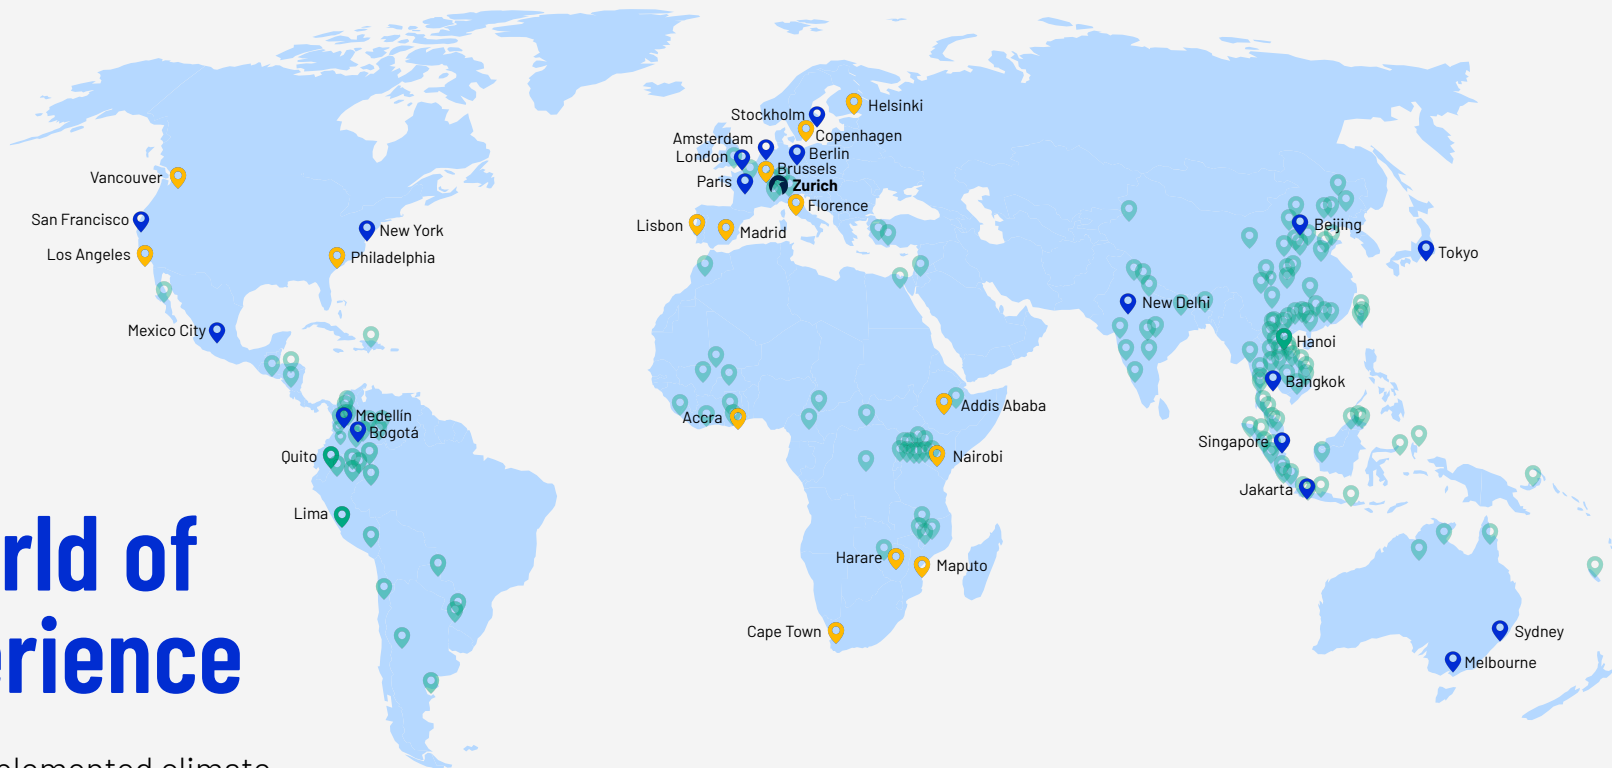 Stockholm
Helsinki
Copenhagen
Amsterdam
London
Berlin
Brussels
Paris
Zurich
Florence
Lisbon
Madrid
Vancouver
San Francisco
New York
Los Angeles
Philadelphia
Mexico City
Beijing
Tokyo
New Delhi
Hanoi
Bangkok
Medellín
Bogotá
Quito
Lima
Accra
Addis Ababa
Nairobi
Singapore
Jakarta
Harare
Maputo
Cape Town
Sydney
Melbourne
rld of
erience